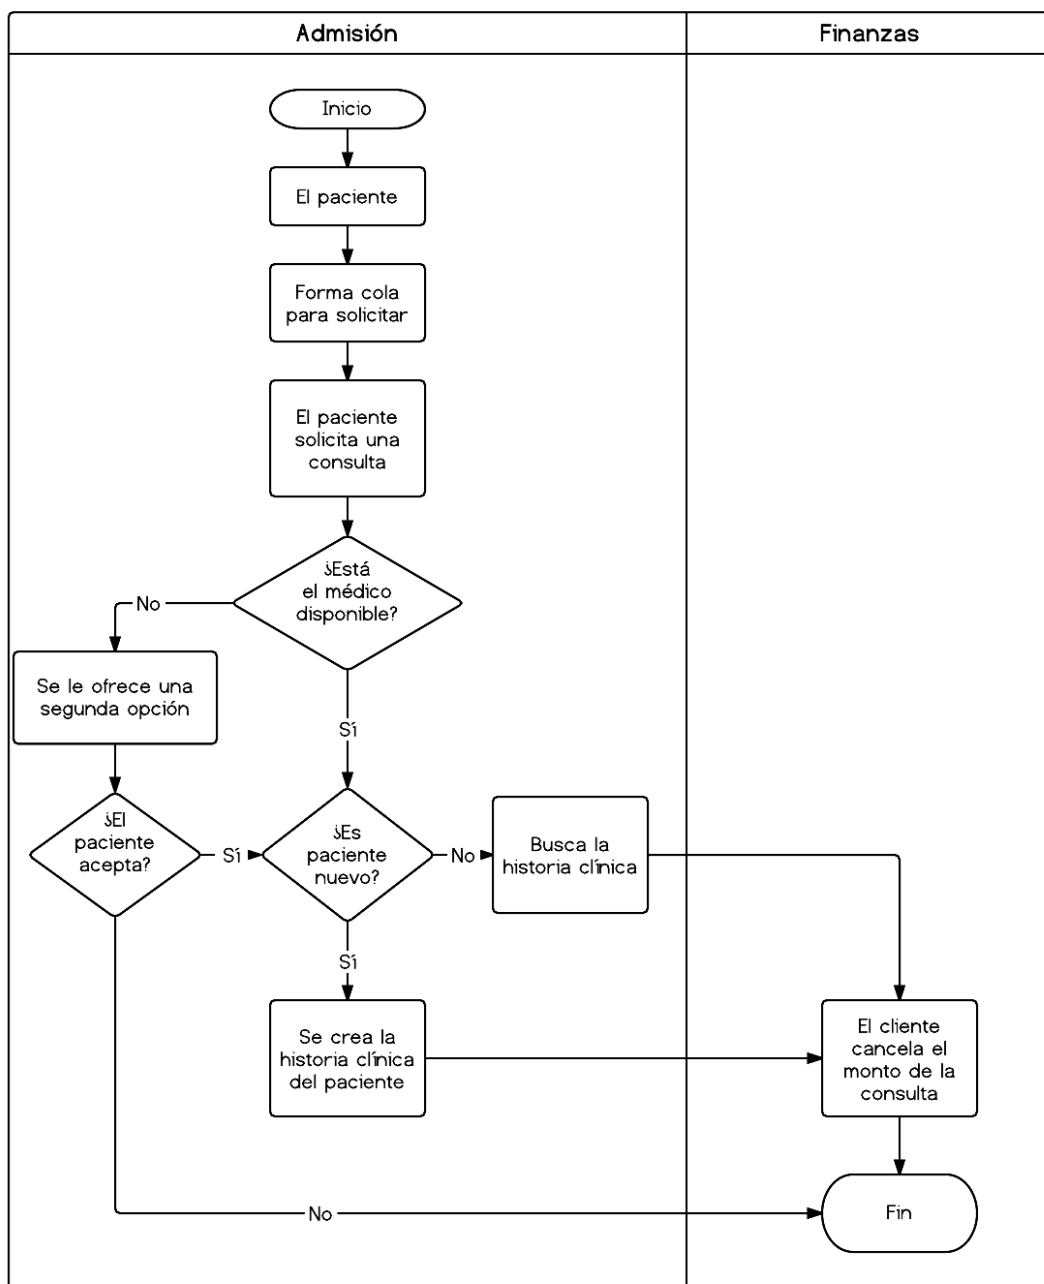 Admisión
Finanzas
Inicio
El paciente
Forma cola
para solicitar
El paciente
solicita una
consulta
¿Está
el médico
disponible?
No
Se le ofrece una
segunda opción
Sí
¿El
paciente
acepta?
Sí
¿Es
paciente
nuevo?
No
Busca la
historia clínica
Sí
Se crea la
historia clínica
del paciente
El cliente
cancela el
monto de la
consulta
No
Fin